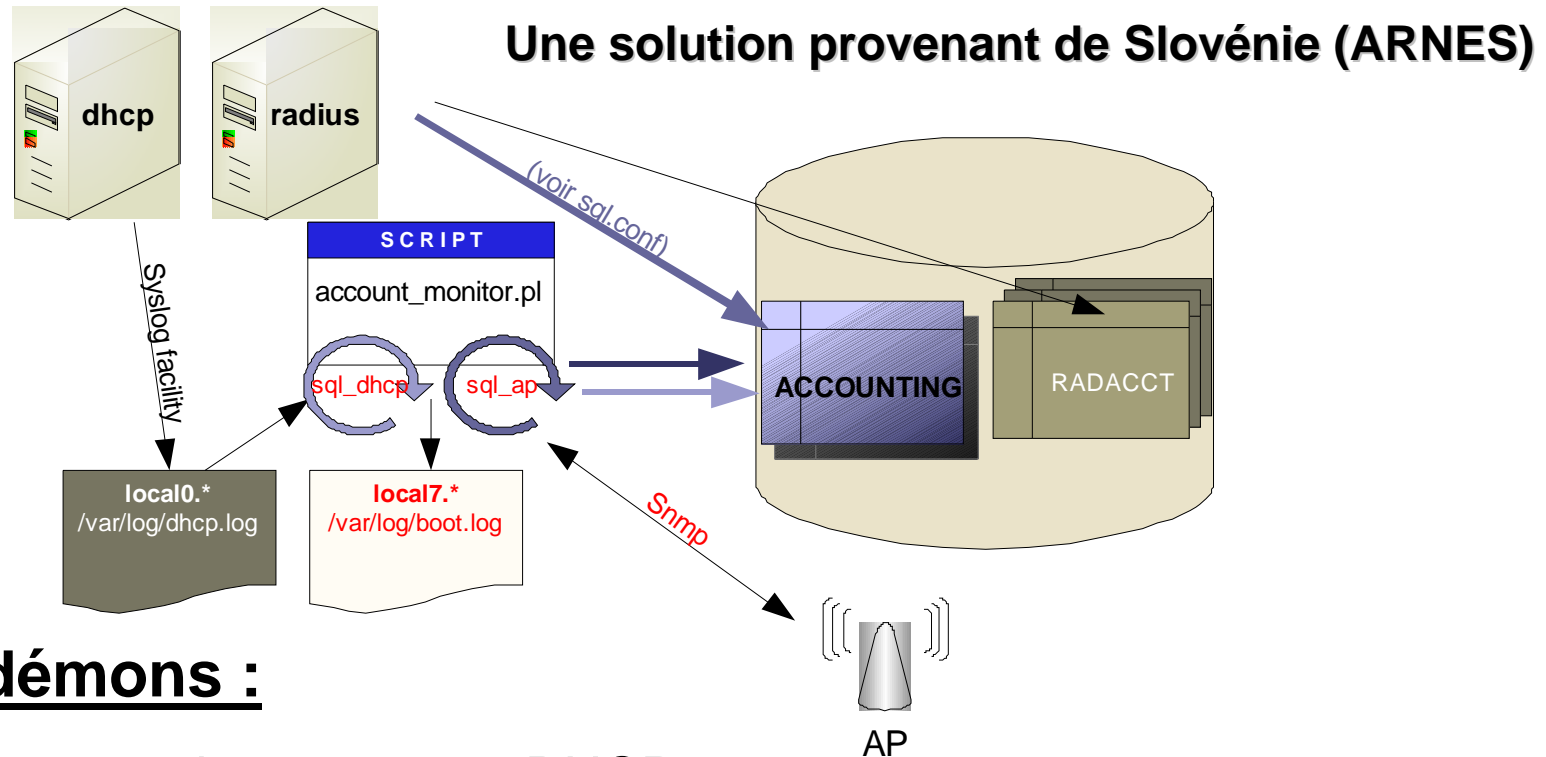 Une solution provenant de Slovénie (ARNES)
dhcp
radius
(voir sql.conf)
SCRIPT
account_monitor.pl
Syslog facility
sql_dhcp
sql_ap
ACCOUNTING
RADACCT
local0.*
/var/log/dhcp.log
local7.*
/var/log/boot.log
Snmp
démons :
AP